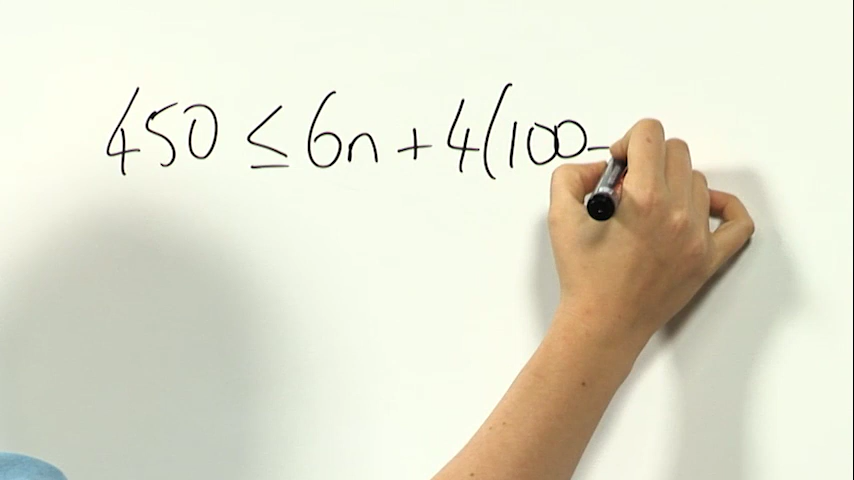 450 ≤ 6n + 4(100-